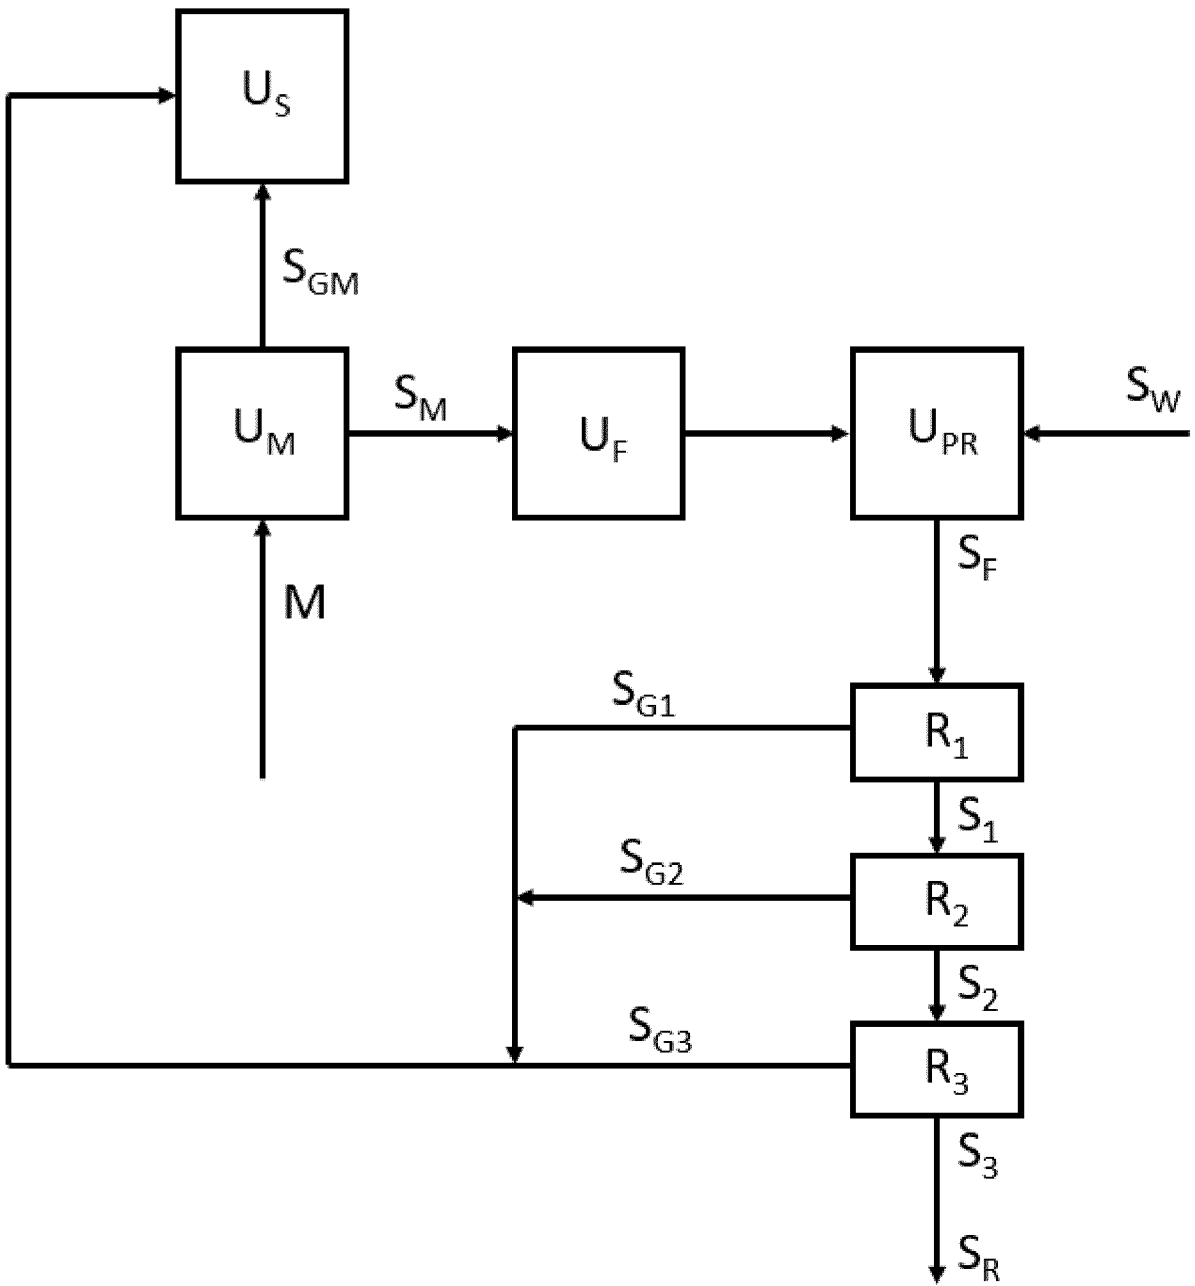 U_S
S_GM
S_M
S_W
U_M
U_F
U_PR
S_F
M
S_G1
R_1
S_1
S_G2
R_2
S_2
S_G3
R_3
S_3
S_R